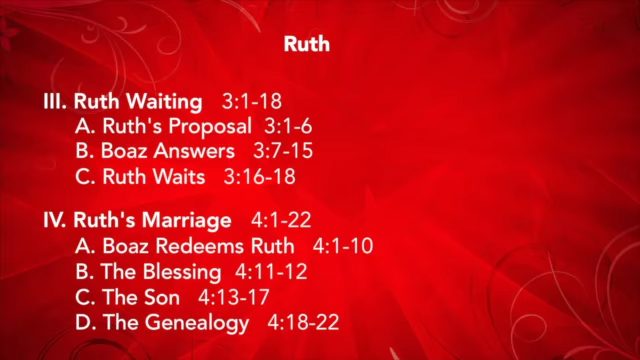 Ruth
III. Ruth Waiting 3:1-18
A. Ruth's Proposal 3:1-6
B. Boaz Answers 3:7-15
C. Ruth Waits 3:16-18
IV. Ruth's Marriage 4:1-22
A. Boaz Redeems Ruth 4:1-10
B. The Blessing 4:11-12
C. The Son 4:13-17
D. The Genealogy 4:18-22